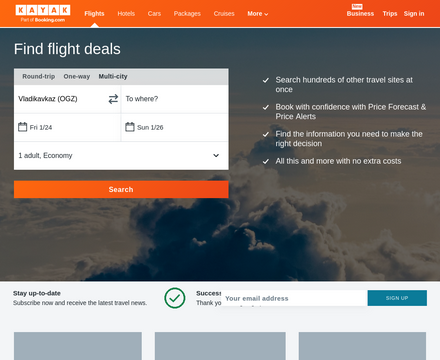 KAYAK
Part of Booking.com
Flights
Hotels
Cars
Packages
Cruises
More
New
Business
Trips
Sign in
Find flight deals
Round-trip
One-way
Multi-city
Vladikavkaz (OGZ)
To where?
Fri 1/24
Sun 1/26
1 adult, Economy
Search
Search hundreds of other travel sites at
once
Book with confidence with Price Forecast &
Price Alerts
Find the information you need to make the
right decision
All this and more with no extra costs
Stay up-to-date
Subscribe now and receive the latest travel news.
Success
Thank yo
Your email address
SIGN UP